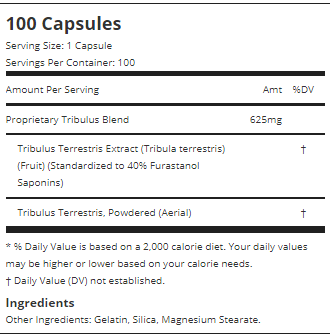 100 Capsules
Serving Size: 1 Capsule
Servings Per Container: 100
Amount Per Serving Amt %DV
Proprietary Tribulus Blend 625mg
Tribulus Terrestris Extract (Tribula terrestris) †
(Fruit) (Standardized to 40% Furastanol
Saponins)
Tribulus Terrestris, Powdered (Aerial) †
* % Daily Value is based on a 2,000 calorie diet. Your daily values
may be higher or lower based on your calorie needs.
† Daily Value (DV) not established.
Ingredients
Other Ingredients: Gelatin, Silica, Magnesium Stearate.